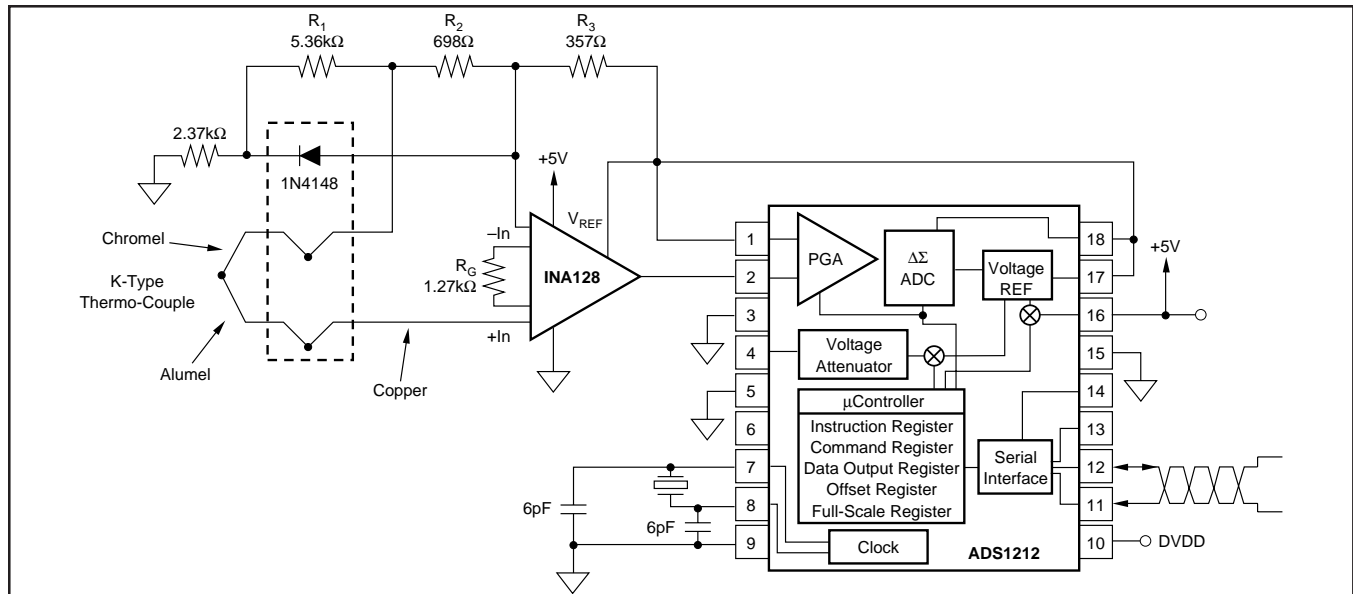 R1
5.36kΩ
R2
698Ω
R3
357Ω
2.37kΩ
1N4148
+5V
VREF
Chromel
K-Type
Thermo-Couple
Alumel
–In
RG
1.27kΩ
INA128
+In
Copper
1
2
3
4
5
6
7
8
9
6pF
6pF
PGA
ΔΣ
ADC
Voltage
REF
Voltage
Attenuator
µController
Instruction Register
Command Register
Data Output Register
Offset Register
Full-Scale Register
Serial
Interface
Clock
ADS1212
18
17
16
15
14
13
12
11
10
+5V
DVDD